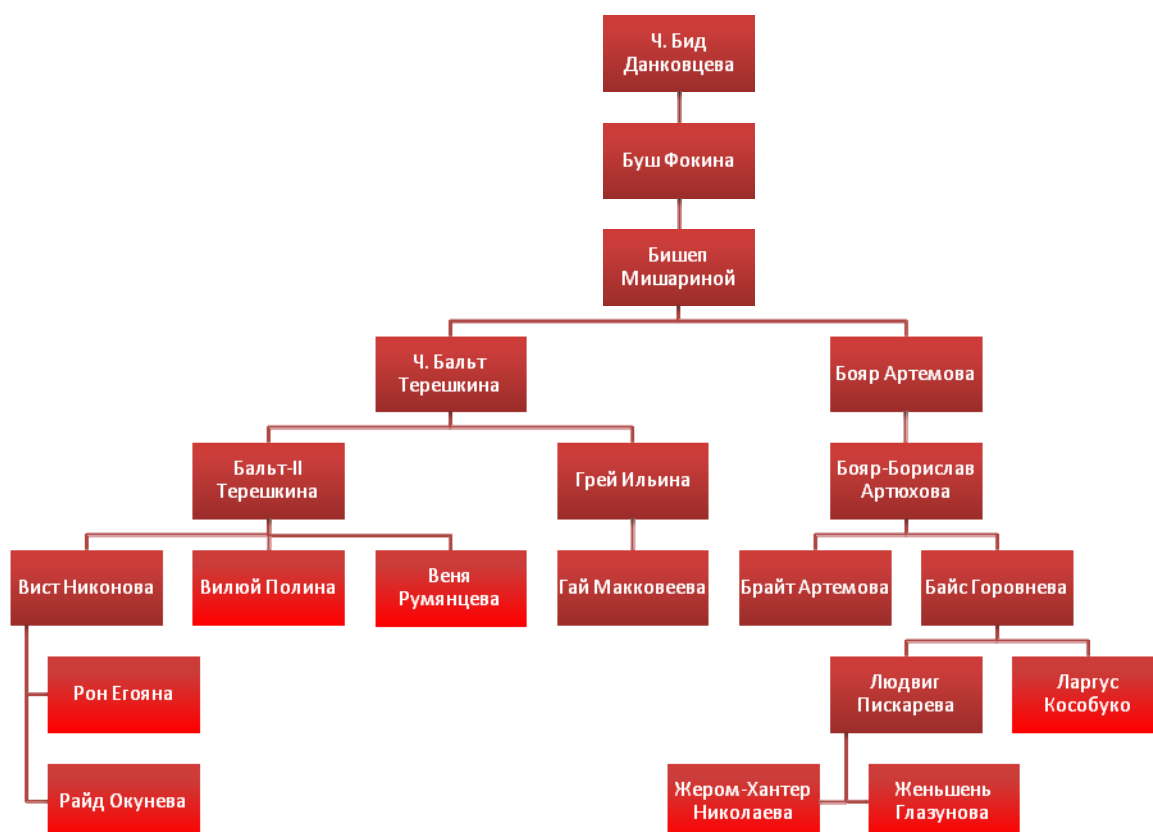 Ч. Бид
Данковцева
Буш Фокина
Бишеп
Мишариной
Ч. Бальт
Терешкина
Бояр Артемова
Бальт-II
Терешкина
Грей Ильина
Бояр-Борислав
Артюхова
Вист Никонова
Вилюй Полина
Веня
Румянцева
Гай Макковеева
Брайт Артемова
Байс Горовнева
Рон Егояна
Людвиг
Пискарева
Ларгус
Кособуко
Райд Окунева
Жером-Хантер
Николаева
Женьшень
Глазунова